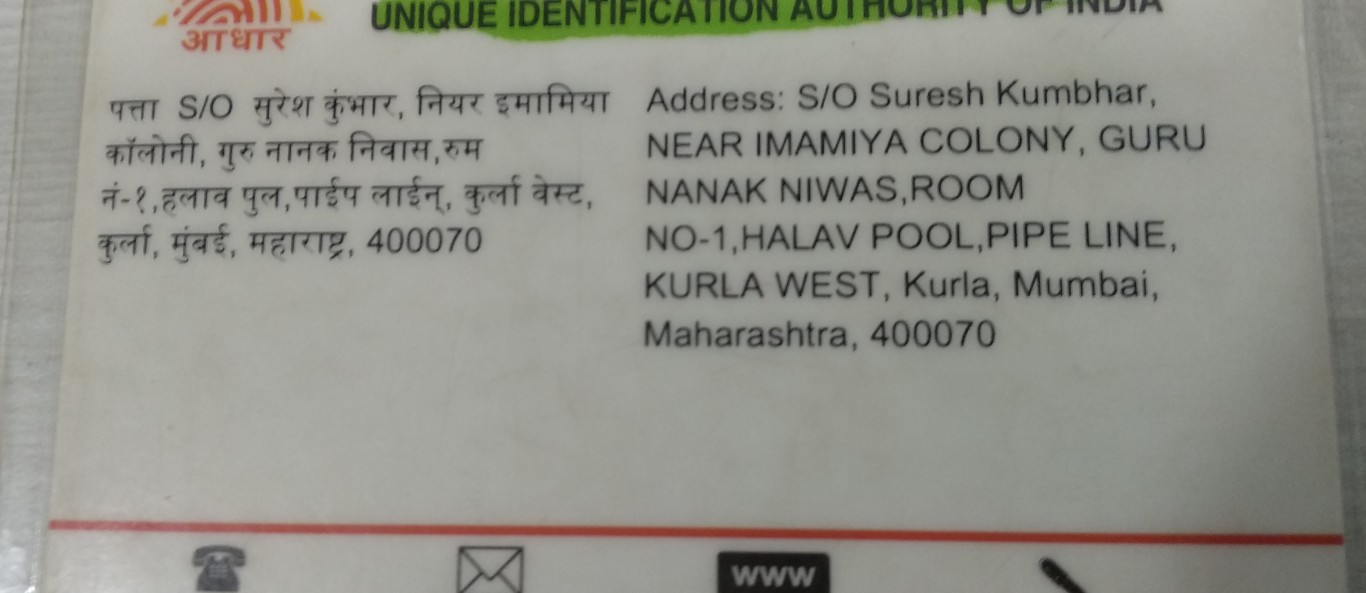 आधार
UNIQUE IDENTIFICATION AUTHORITY OF INDIA
पत्ता S/O सुरेश कुंभार, नियर इमामिया
कॉलोनी, गुरु नानक निवास,रुम
नं-१,हलाव पुल,पाईप लाईन्, कुर्ला वेस्ट,
कुर्ला, मुंबई, महाराष्ट्र, 400070
Address: S/O Suresh Kumbhar,
NEAR IMAMIYA COLONY, GURU
NANAK NIWAS,ROOM
NO-1,HALAV POOL,PIPE LINE,
KURLA WEST, Kurla, Mumbai,
Maharashtra, 400070
www